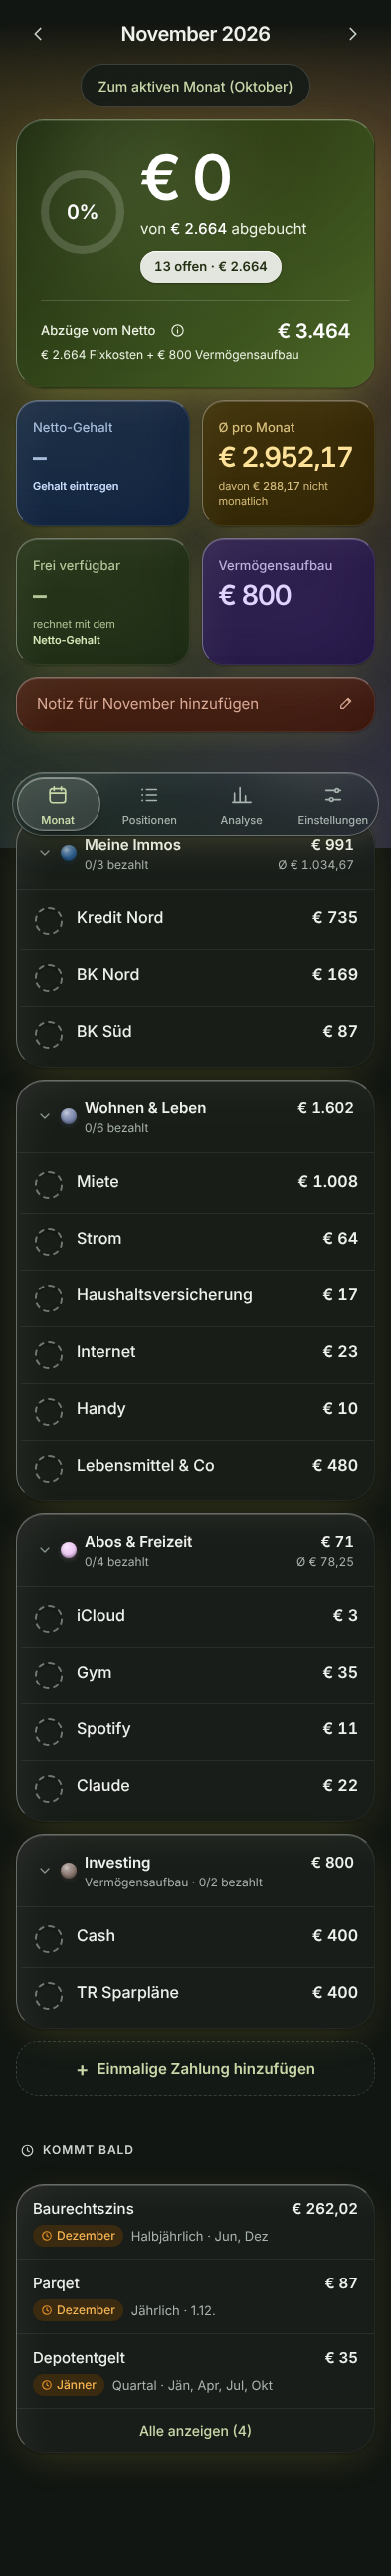 November 2026
Zum aktiven Monat (Oktober)
0%
€ 0
von € 2.664 abgebucht
13 offen · € 2.664
Abzüge vom Netto
€ 3.464
€ 2.664 Fixkosten + € 800 Vermögensaufbau
Netto-Gehalt
–
Gehalt eintragen
Ø pro Monat
€ 2.952,17
davon € 288,17 nicht
monatlich
Frei verfügbar
–
rechnet mit dem
Netto-Gehalt
Vermögensaufbau
€ 800
Notiz für November hinzufügen
Monat
Positionen
Analyse
Einstellungen
Meine Immos € 991
0/3 bezahlt Ø € 1.034,67
Kredit Nord € 735
BK Nord € 169
BK Süd € 87
Wohnen & Leben € 1.602
0/6 bezahlt
Miete € 1.008
Strom € 64
Haushaltsversicherung € 17
Internet € 23
Handy € 10
Lebensmittel & Co € 480
Abos & Freizeit € 71
0/4 bezahlt Ø € 78,25
iCloud € 3
Gym € 35
Spotify € 11
Claude € 22
Investing € 800
Vermögensaufbau · 0/2 bezahlt
Cash € 400
TR Sparpläne € 400
+ Einmalige Zahlung hinzufügen
KOMMT BALD
Baurechtszins € 262,02
Dezember Halbjährlich · Jun, Dez
Parqet € 87
Dezember Jährlich · 1.12.
Depotentgelt € 35
Jänner Quartal · Jän, Apr, Jul, Okt
Alle anzeigen (4)